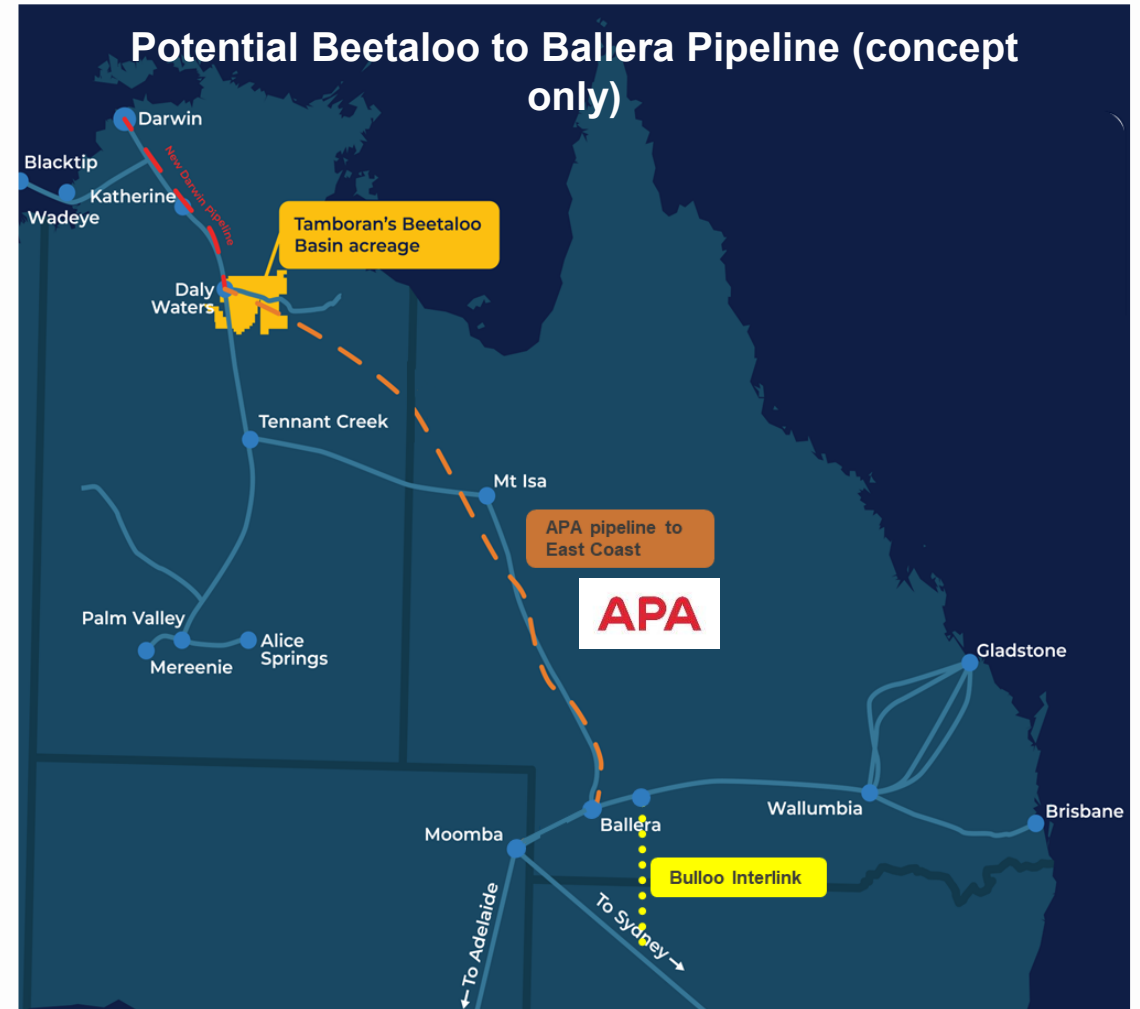 Potential Beetaloo to Ballera Pipeline (concept
only)
Darwin
Blacktip
New Darwin pipeline
Katherine
Wadeye
Tamboran's Beetaloo
Basin acreage
Daly
Waters
Tennant Creek
Mt Isa
APA pipeline to
East Coast
APA
Palm Valley
Alice
Springs
Mereenie
Gladstone
Wallumbia
Brisbane
Ballera
Moomba
Bulloo Interlink
To Sydney →
← To Adelaide